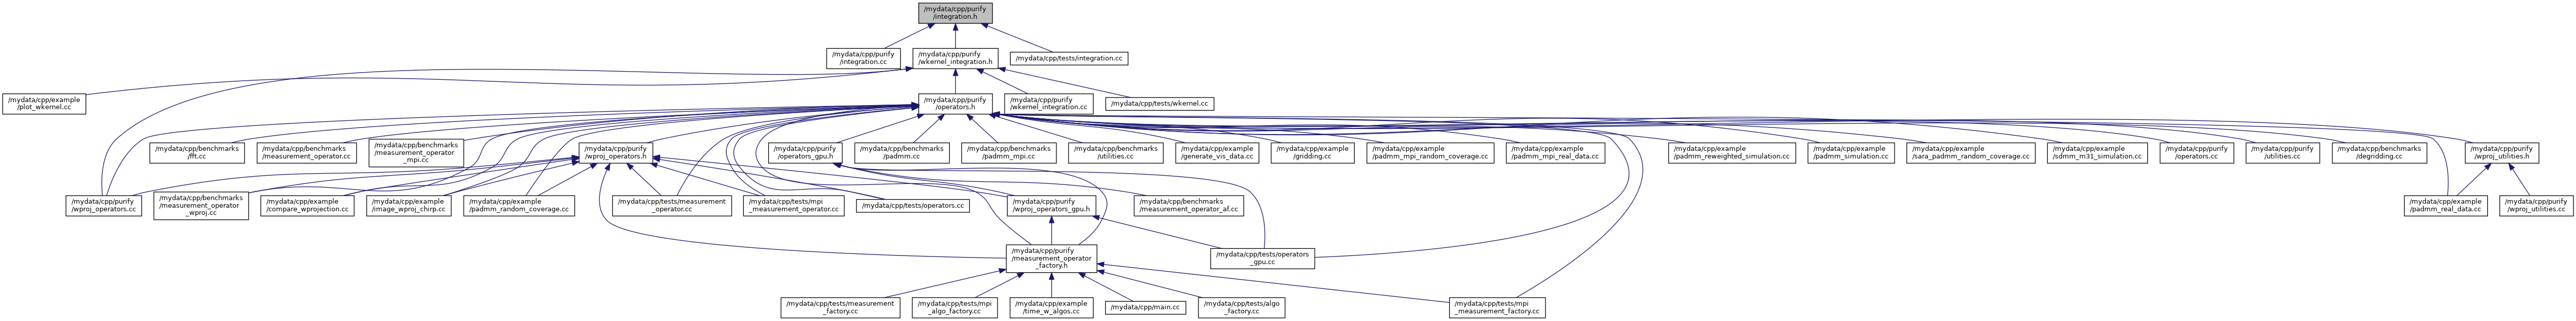 /mydata/cpp/purify
/integration.h
/mydata/cpp/purify
/integration.cc
/mydata/cpp/purify
/wkernel_integration.h
/mydata/cpp/tests/integration.cc
/mydata/cpp/example
/plot_wkernel.cc
/mydata/cpp/purify
/operators.h
/mydata/cpp/purify
/wkernel_integration.cc
/mydata/cpp/tests/wkernel.cc
/mydata/cpp/benchmarks
/fft.cc
/mydata/cpp/benchmarks
/measurement_operator.cc
/mydata/cpp/benchmarks
/measurement_operator
_mpi.cc
/mydata/cpp/purify
/wproj_operators.h
/mydata/cpp/purify
/operators_gpu.h
/mydata/cpp/benchmarks
/padmm.cc
/mydata/cpp/benchmarks
/padmm_mpi.cc
/mydata/cpp/benchmarks
/utilities.cc
/mydata/cpp/example
/generate_vis_data.cc
/mydata/cpp/example
/gridding.cc
/mydata/cpp/example
/padmm_mpi_random_coverage.cc
/mydata/cpp/example
/padmm_mpi_real_data.cc
/mydata/cpp/example
/padmm_reweighted_simulation.cc
/mydata/cpp/example
/padmm_simulation.cc
/mydata/cpp/example
/sara_padmm_random_coverage.cc
/mydata/cpp/example
/sdmm_m31_simulation.cc
/mydata/cpp/purify
/operators.cc
/mydata/cpp/purify
/utilities.cc
/mydata/cpp/benchmarks
/degridding.cc
/mydata/cpp/purify
/wproj_utilities.h
/mydata/cpp/purify
/wproj_operators.cc
/mydata/cpp/benchmarks
/measurement_operator
_wproj.cc
/mydata/cpp/example
/compare_wprojection.cc
/mydata/cpp/example
/image_wproj_chirp.cc
/mydata/cpp/example
/padmm_random_coverage.cc
/mydata/cpp/tests/measurement
_operator.cc
/mydata/cpp/tests/mpi
_measurement_operator.cc
/mydata/cpp/tests/operators.cc
/mydata/cpp/purify
/wproj_operators_gpu.h
/mydata/cpp/benchmarks
/measurement_operator_af.cc
/mydata/cpp/example
/padmm_real_data.cc
/mydata/cpp/purify
/wproj_utilities.cc
/mydata/cpp/purify
/measurement_operator
_factory.h
/mydata/cpp/tests/operators
_gpu.cc
/mydata/cpp/tests/measurement
_factory.cc
/mydata/cpp/tests/mpi
_algo_factory.cc
/mydata/cpp/example
/time_w_algos.cc
/mydata/cpp/main.cc
/mydata/cpp/tests/algo
_factory.cc
/mydata/cpp/tests/mpi
_measurement_factory.cc